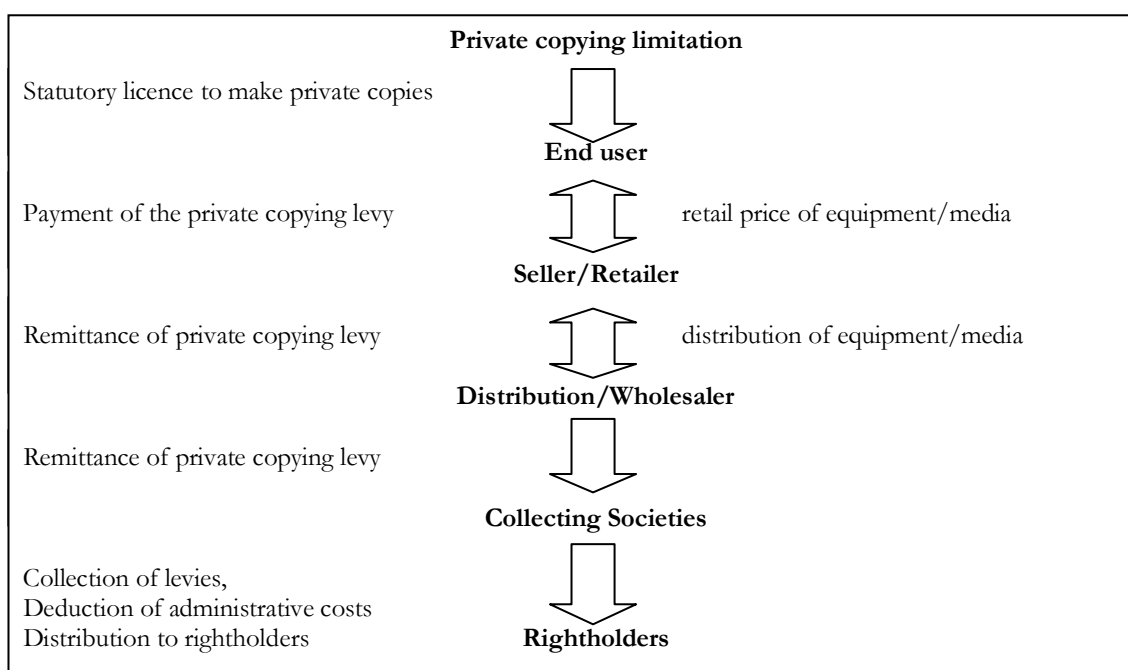 Private copying limitation
Statutory licence to make private copies
End user
Payment of the private copying levy
retail price of equipment/media
Seller/Retailer
Remittance of private copying levy
distribution of equipment/media
Distribution/Wholesaler
Remittance of private copying levy
Collecting Societies
Collection of levies,
Deduction of administrative costs
Distribution to rightholders
Rightholders